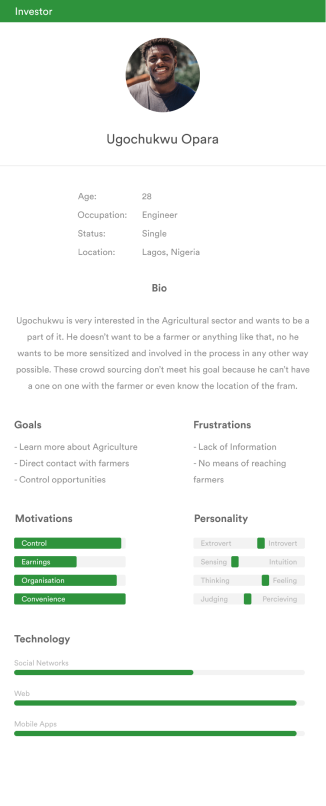 Investor
Ugochukwu Opara
Age: 28
Occupation: Engineer
Status: Single
Location: Lagos, Nigeria
Bio
Ugochukwu is very interested in the Agricultural sector and wants to be a
part of it. He doesn't want to be a farmer or anything like that, no he
wants to be more sensitized and involved in the process in any other way
possible. These crowd sourcing don't meet his goal because he can't have
a one on one with the farmer or even know the location of the fram.
Goals
- Learn more about Agriculture
- Direct contact with farmers
- Control opportunities
Frustrations
- Lack of Information
- No means of reaching
farmers
Motivations
Control
Earnings
Organisation
Convenience
Personality
Extrovert Introvert
Sensing Intuition
Thinking Feeling
Judging Percieving
Technology
Social Networks
Web
Mobile Apps